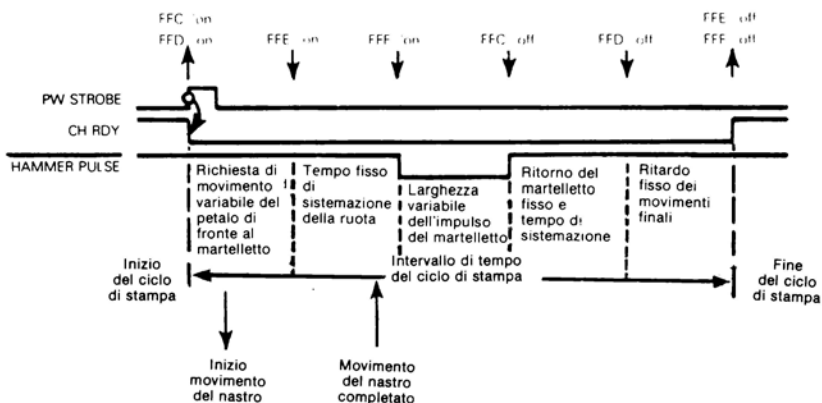 FFC on
FFD on
FFE on
FFF on
FFC off
FFD off
FFE off
FFF off
PW STROBE
CH RDY
HAMMER PULSE
Richiesta di
movimento
variabile del
petalo di
fronte al
martelletto
Tempo fisso
di
sistemazione
della ruota
Larghezza
variabile
dell'impulso
del martelletto
Ritorno del
martelletto
fisso e
tempo di
sistemazione
Ritardo
fisso dei
movimenti
finali
Inizio
del ciclo
di stampa
Intervallo di tempo
del ciclo di stampa
Fine
del ciclo
di stampa
Inizio
movimento
del nastro
Movimento
del nastro
completato